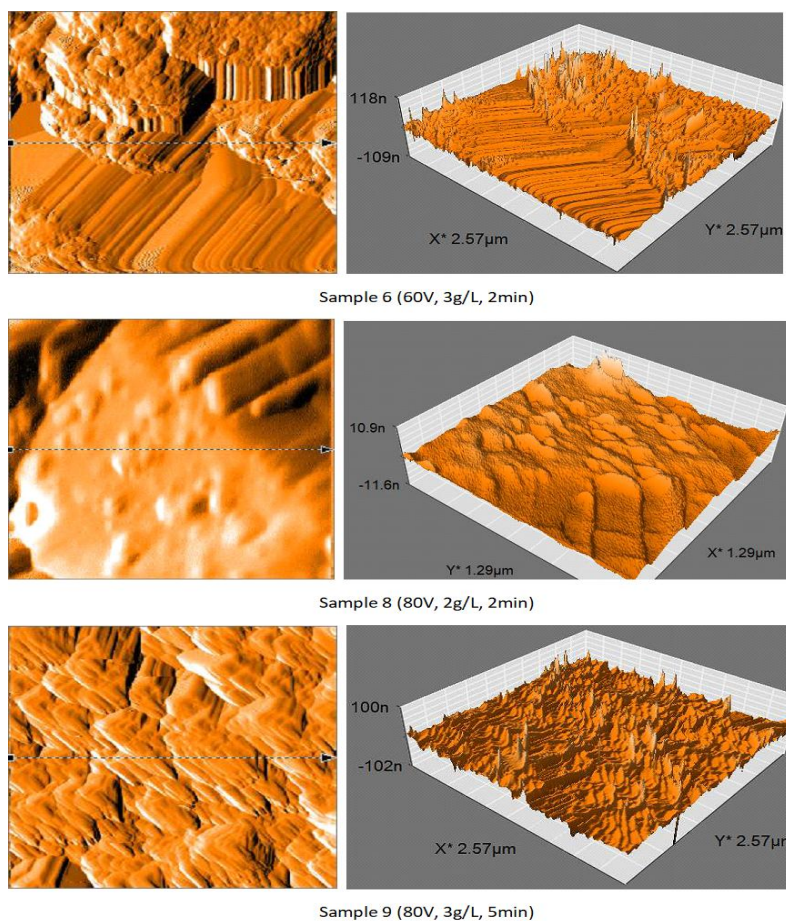 118n
-109n
X* 2.57µm
Y* 2.57µm
Sample 6 (60V, 3g/L, 2min)
10.9n
-11.6n
Y* 1.29µm
X* 1.29µm
Sample 8 (80V, 2g/L, 2min)
100n
-102n
X* 2.57µm
Y* 2.57µm
Sample 9 (80V, 3g/L, 5min)